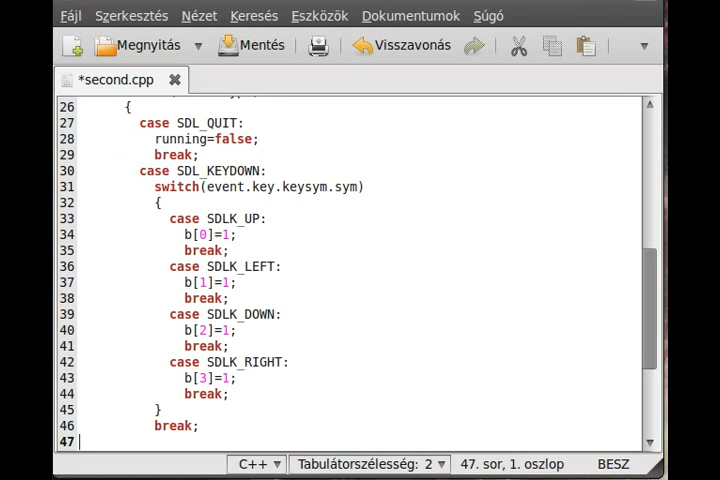 Fájl Szerkesztés Nézet Keresés Eszközök Dokumentumok Súgó
Megnyitás Mentés Visszavonás
*second.cpp
26 {
27 case SDL_QUIT:
28 running=false;
29 break;
30 case SDL_KEYDOWN:
31 switch(event.key.keysym.sym)
32 {
33 case SDLK_UP:
34 b[0]=1;
35 break;
36 case SDLK_LEFT:
37 b[1]=1;
38 break;
39 case SDLK_DOWN:
40 b[2]=1;
41 break;
42 case SDLK_RIGHT:
43 b[3]=1;
44 break;
45 }
46 break;
47
C++ Tabulátorszélesség: 2 47. sor, 1. oszlop BESZ